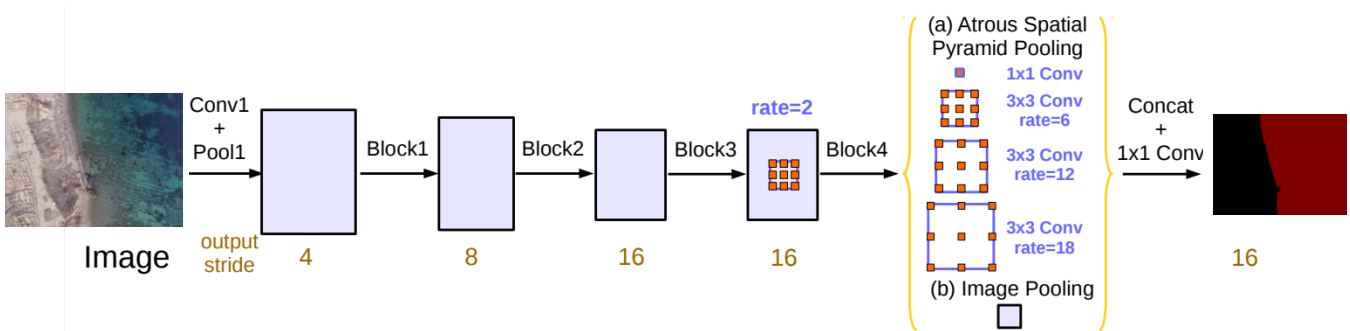 (a) Atrous Spatial
Pyramid Pooling
1x1 Conv
3x3 Conv
rate=6
3x3 Conv
rate=12
3x3 Conv
rate=18
(b) Image Pooling
Conv1
+
Pool1
Block1
Block2
Block3
rate=2
Block4
Concat
+
1x1 Conv
Image
output
stride
4
8
16
16
16